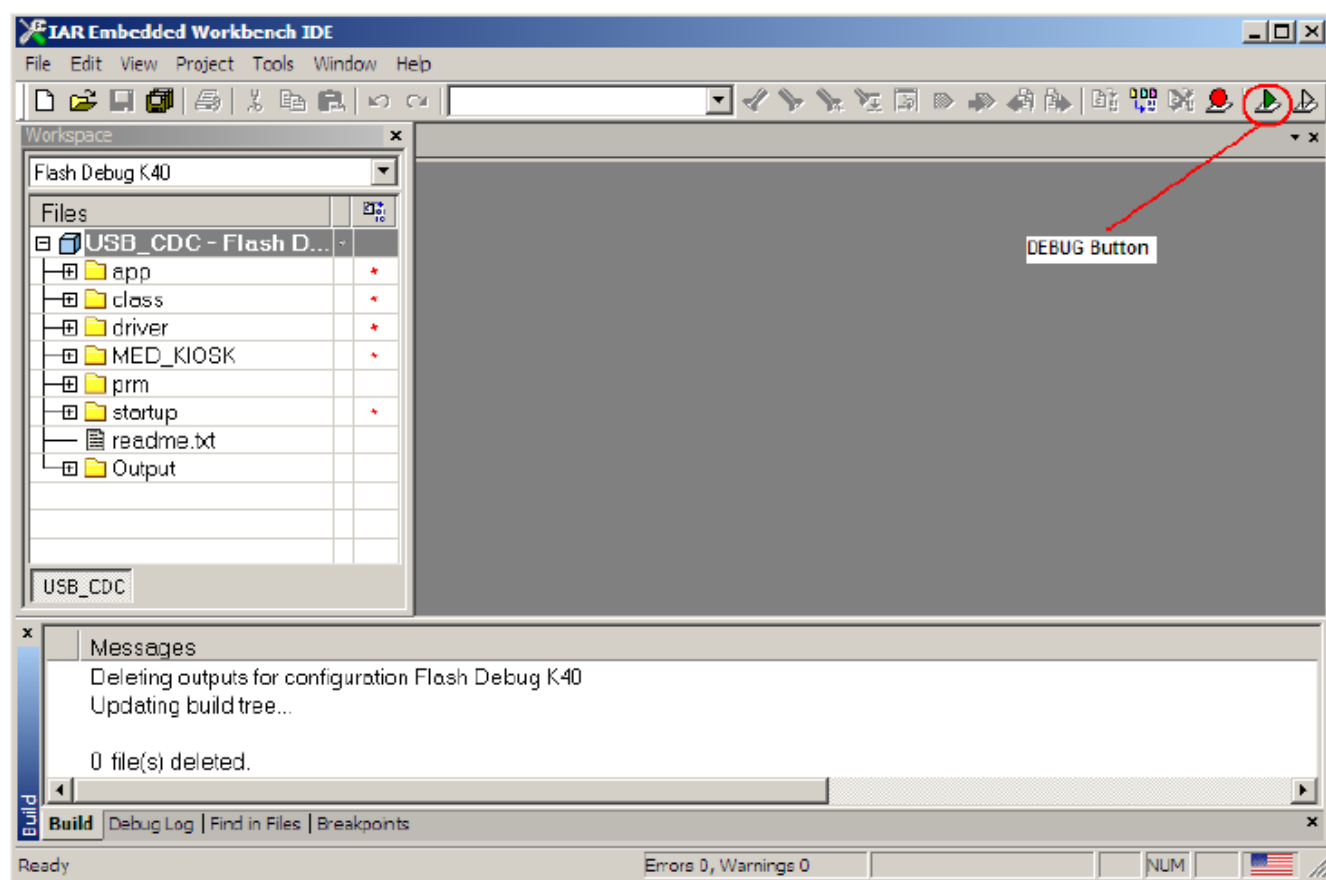 IAR Embedded Workbench IDE
File Edit View Project Tools Window Help
Workspace
Flash Debug K40
Files
USB_CDC - Flash D...
app
class
driver
MED_KIOSK
prm
startup
readme.txt
Output
USB_CDC
DEBUG Button
Messages
Deleting outputs for configuration Flash Debug K40
Updating build tree...
0 file(s) deleted.
Build
Build Debug Log Find in Files Breakpoints
Ready Errors 0, Warnings 0 NUM